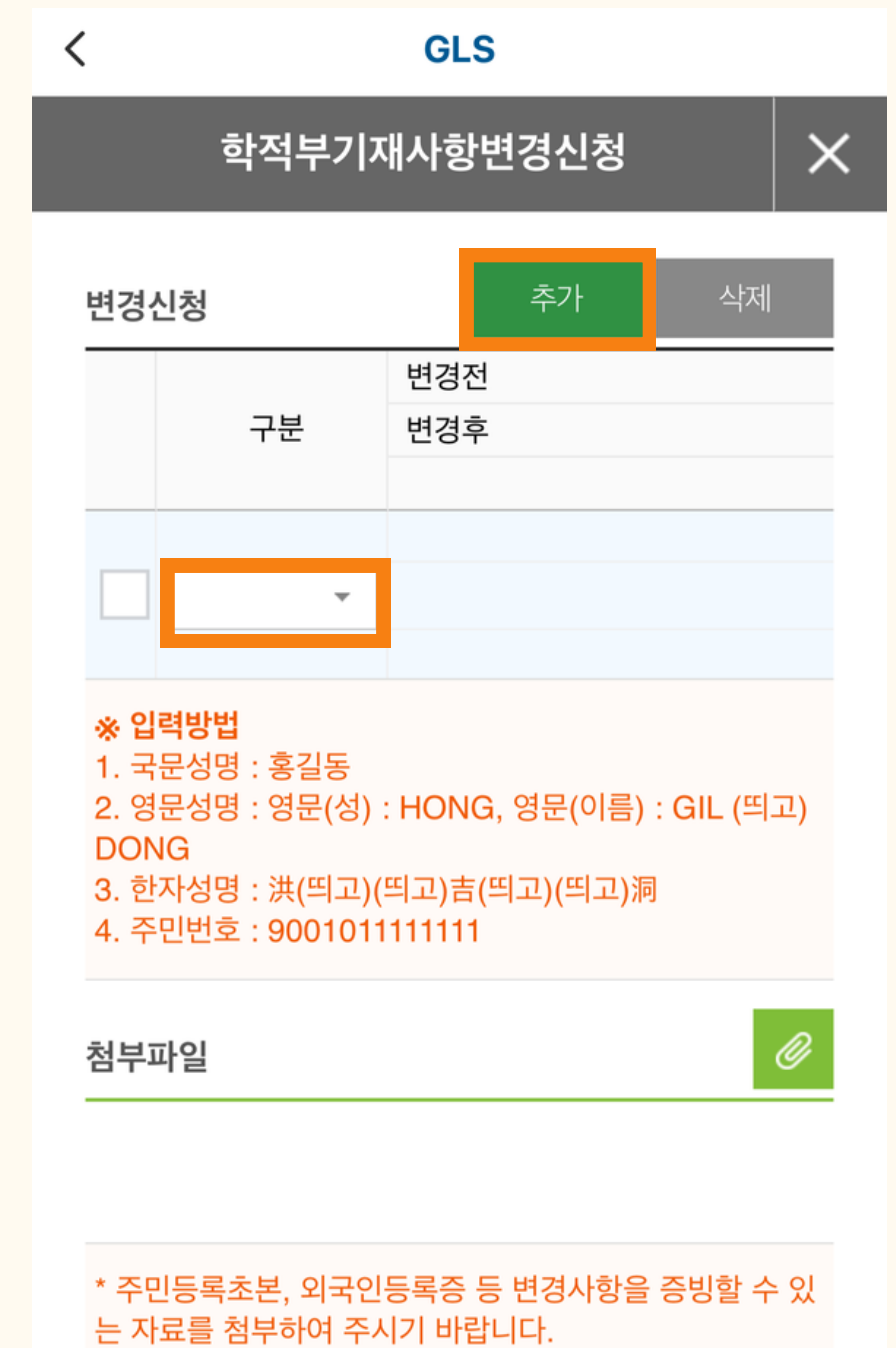 GLS
학적부기재사항변경신청
변경신청
추가
삭제
구분
변경전
변경후
※ 입력방법
1. 국문성명 : 홍길동
2. 영문성명 : 영문(성) : HONG, 영문(이름) : GIL (띄고)
DONG
3. 한자성명 : 洪(띄고)(띄고)吉(띄고)(띄고)洞
4. 주민번호 : 9001011111111
첨부파일
* 주민등록초본, 외국인등록증 등 변경사항을 증빙할 수 있
는 자료를 첨부하여 주시기 바랍니다.